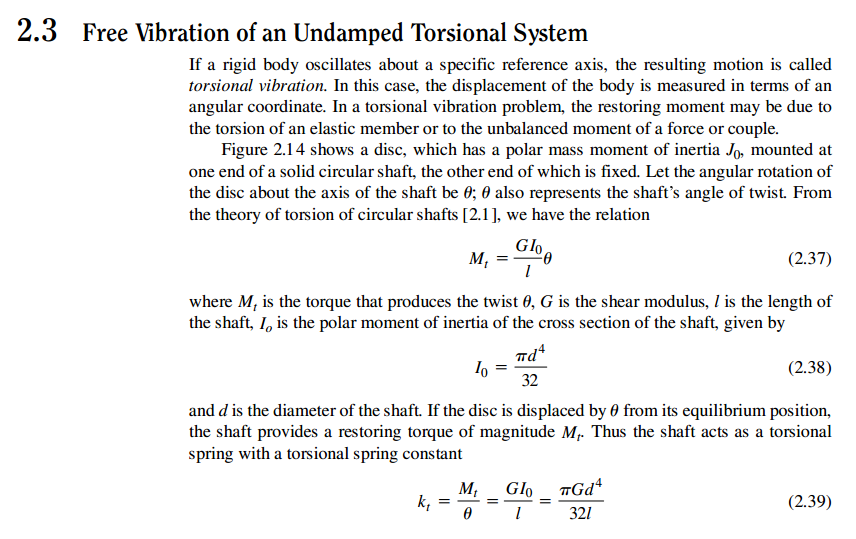 2.3 Free Vibration of an Undamped Torsional System
If a rigid body oscillates about a specific reference axis, the resulting motion is called
torsional vibration. In this case, the displacement of the body is measured in terms of an
angular coordinate. In a torsional vibration problem, the restoring moment may be due to
the torsion of an elastic member or to the unbalanced moment of a force or couple.
Figure 2.14 shows a disc, which has a polar mass moment of inertia J₀, mounted at
one end of a solid circular shaft, the other end of which is fixed. Let the angular rotation of
the disc about the axis of the shaft be θ; θ also represents the shaft’s angle of twist. From
the theory of torsion of circular shafts [2.1], we have the relation
Mₜ = GI₀/l θ (2.37)
where Mₜ is the torque that produces the twist θ, G is the shear modulus, l is the length of
the shaft, Iₒ is the polar moment of inertia of the cross section of the shaft, given by
I₀ = πd⁴/32 (2.38)
and d is the diameter of the shaft. If the disc is displaced by θ from its equilibrium position,
the shaft provides a restoring torque of magnitude Mₜ. Thus the shaft acts as a torsional
spring with a torsional spring constant
kₜ = Mₜ/θ = GI₀/l = πGd⁴/32l (2.39)